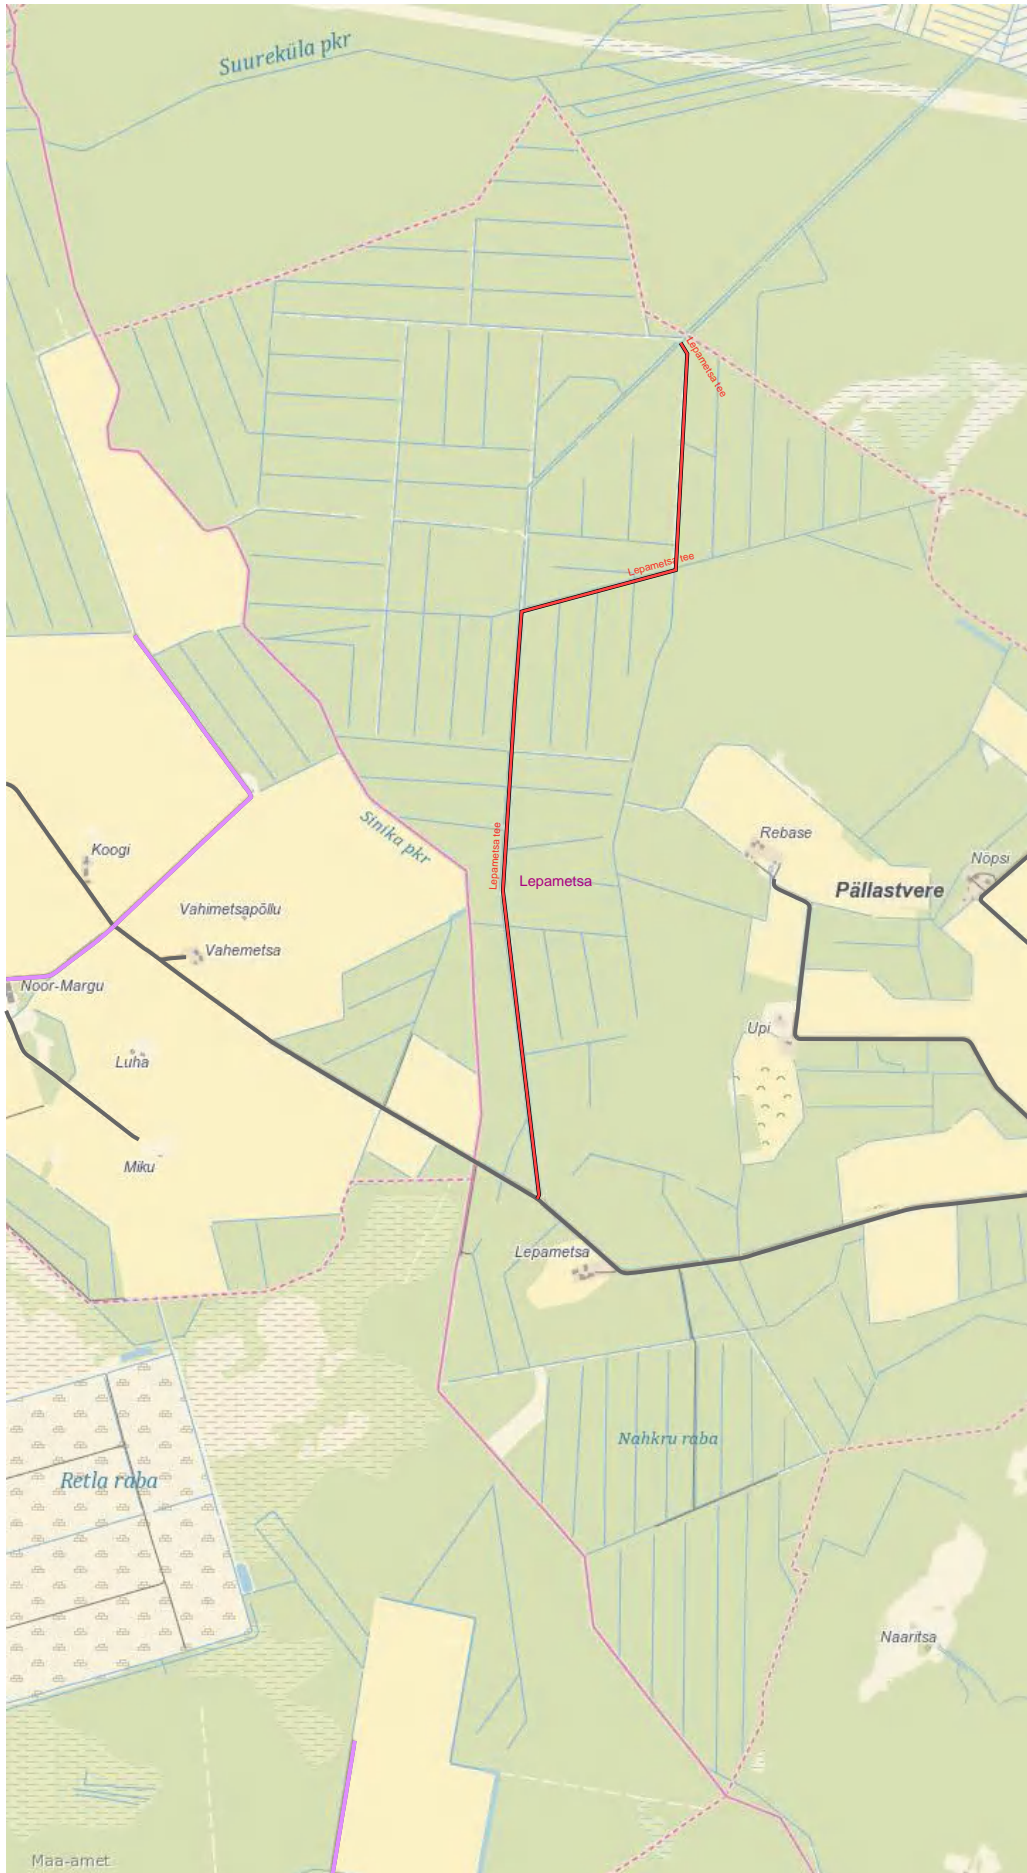 Suureküla pkr
Lepametsa tee
Lepametsa tee
Sinika pkr
Lepametsa tee
Rebase
Koogi
Nöpsi
Lepametsa
Pällastvere
Vahimetsapõllu
Vahemetsa
Noor-Margu
Upi
Luha
Miku
Lepametsa
Nahkru raba
Retla raba
Naaritsa
Maa-amet